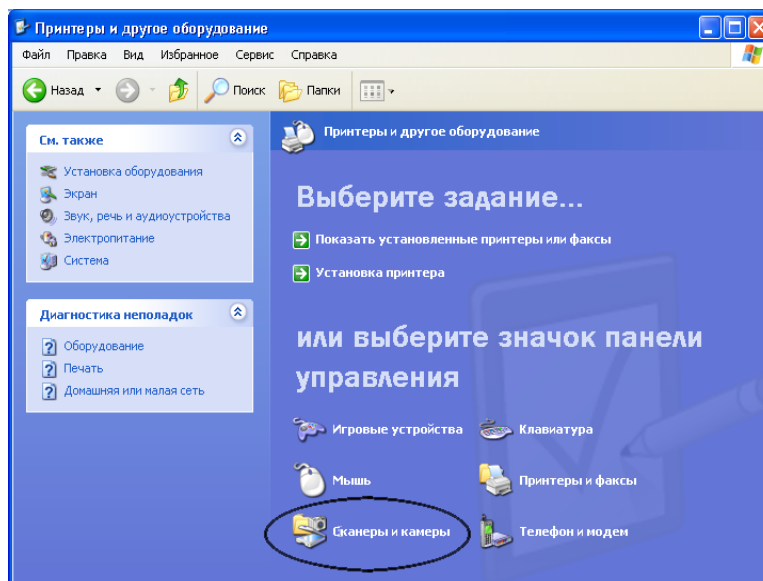 Принтеры и другое оборудование
Файл Правка Вид Избранное Сервис Справка
Назад Поиск Папки
См. также
Установка оборудования
Экран
Звук, речь и аудиоустройства
Электропитание
Система
Диагностика неполадок
Оборудование
Печать
Домашняя или малая сеть
Принтеры и другое оборудование
Выберите задание...
Показать установленные принтеры или факсы
Установка принтера
или выберите значок панели
управления
Игровые устройства Клавиатура
Мышь Принтеры и факсы
Сканеры и камеры Телефон и модем